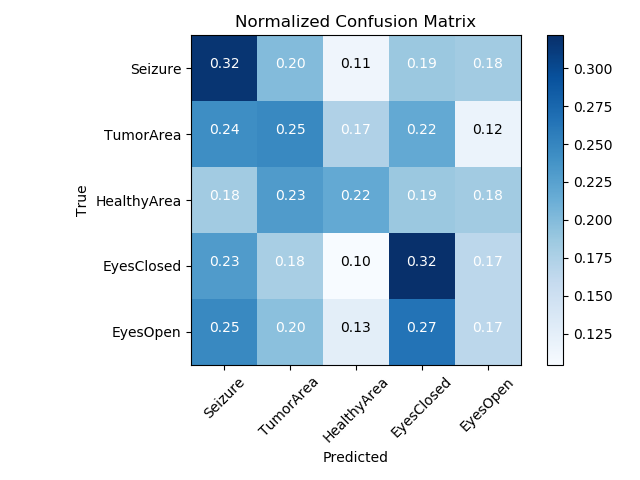 Normalized Confusion Matrix
Seizure 0.32 0.20 0.11 0.19 0.18
TumorArea 0.24 0.25 0.17 0.22 0.12
HealthyArea 0.18 0.23 0.22 0.19 0.18
EyesClosed 0.23 0.18 0.10 0.32 0.17
EyesOpen 0.25 0.20 0.13 0.27 0.17
True
Seizure TumorArea HealthyArea EyesClosed EyesOpen
Predicted
0.300
0.275
0.250
0.225
0.200
0.175
0.150
0.125